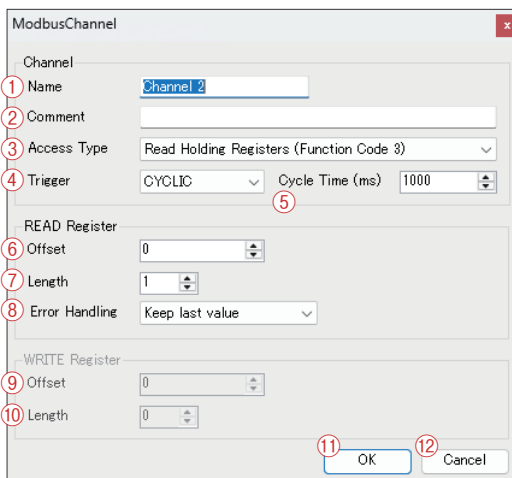 ModbusChannel x
Channel
① Name Channel 2
② Comment
③ Access Type Read Holding Registers (Function Code 3)
④ Trigger CYCLIC ⑤ Cycle Time (ms) 1000
READ Register
⑥ Offset 0
⑦ Length 1
⑧ Error Handling Keep last value
WRITE Register
⑨ Offset 0
⑩ Length 0
⑪ OK ⑫ Cancel